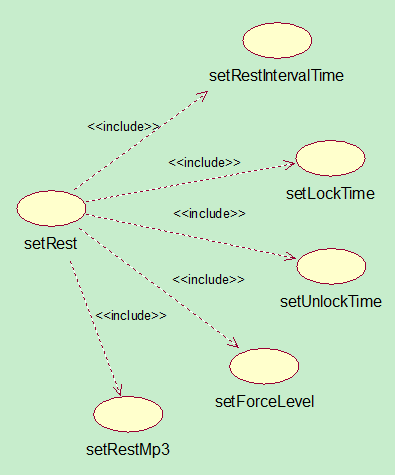 setRestIntervalTime
<<include>>
<<include>>
setLockTime
<<include>>
setRest
<<include>>
setUnlockTime
<<include>>
setForceLevel
setRestMp3